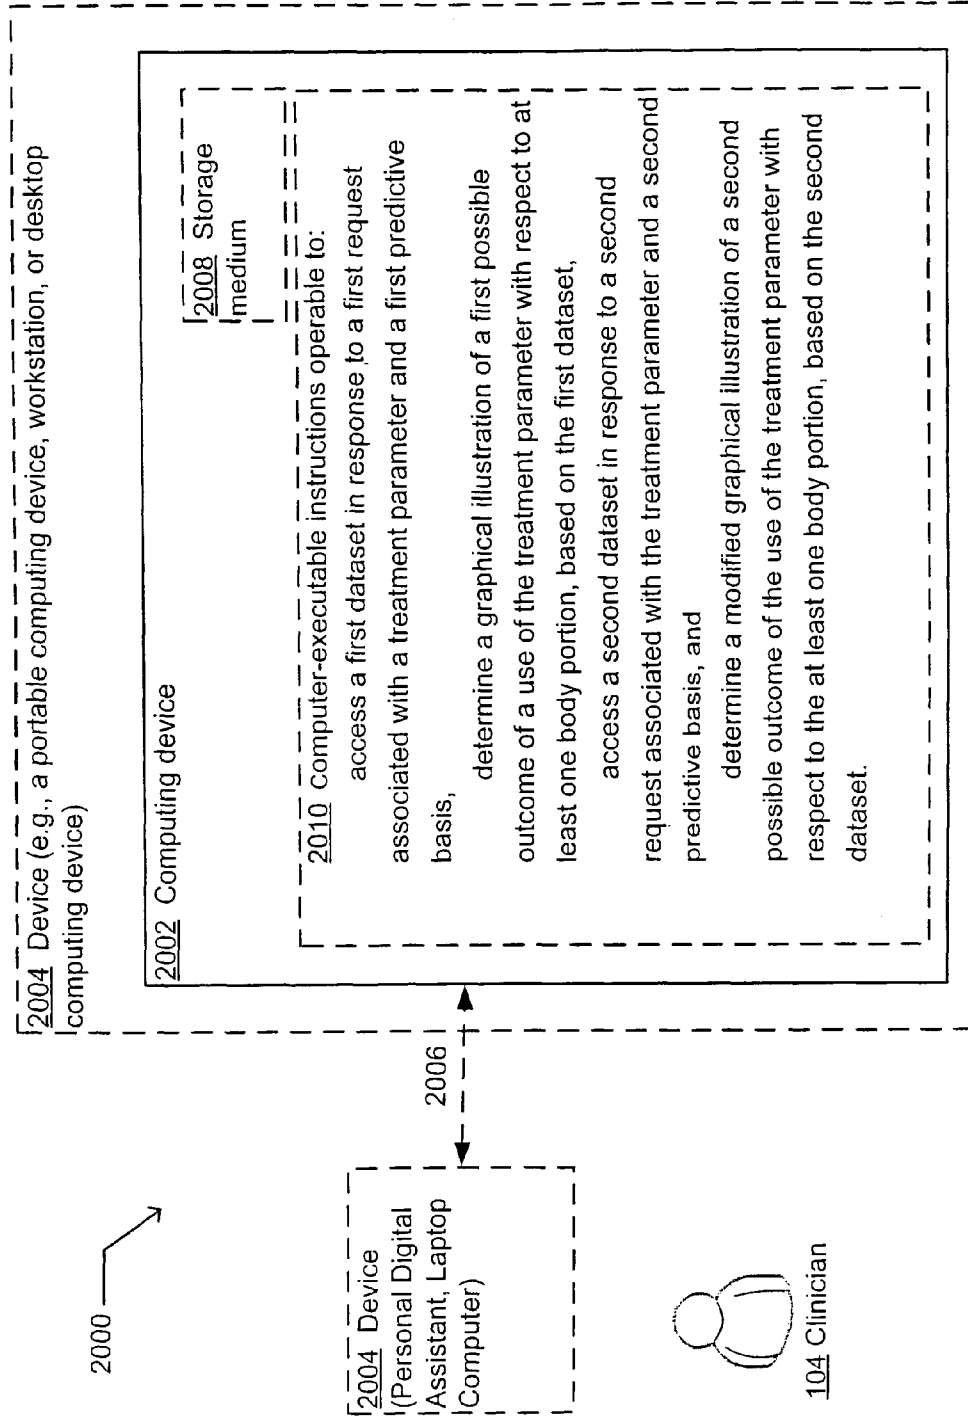 2000
2004 Device (e.g., a portable computing device, workstation, or desktop
computing device)
2002 Computing device
2008 Storage
medium
2010 Computer-executable instructions operable to:
access a first dataset in response to a first request
associated with a treatment parameter and a first predictive
basis,
determine a graphical illustration of a first possible
outcome of a use of the treatment parameter with respect to at
least one body portion, based on the first dataset,
access a second dataset in response to a second
request associated with the treatment parameter and a second
predictive basis, and
determine a modified graphical illustration of a second
possible outcome of the use of the treatment parameter with
respect to the at least one body portion, based on the second
dataset.
2006
2004 Device
(Personal Digital
Assistant, Laptop
Computer)
104 Clinician